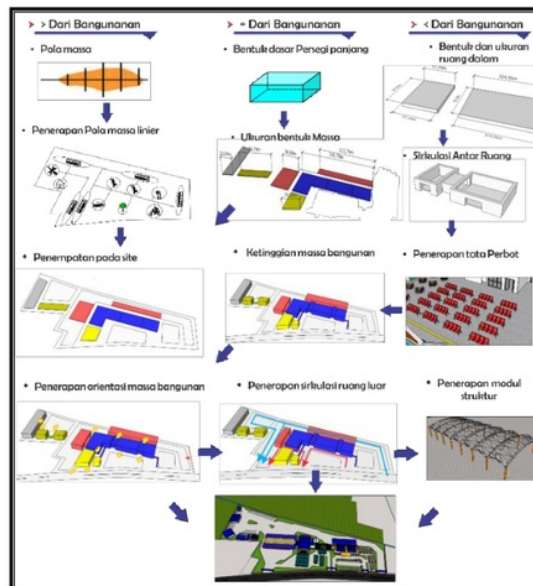 > Dari Bangunanan
= Dari Bangunan
< Dari Bangunan
Pola massa
Bentuk dasar Persegi panjang
Bentuk dan ukuran
ruang dalam
Penerapan Pola massa linier
Ukuran bentuk Massa
Sirkulasi Antar Ruang
Penempatan pada site
Ketinggian massa bangunan
Penerapan tata Perbot
Penerapan orientasi massa bangunan
Penerapan sirkulasi ruang luar
Penerapan modul
struktur